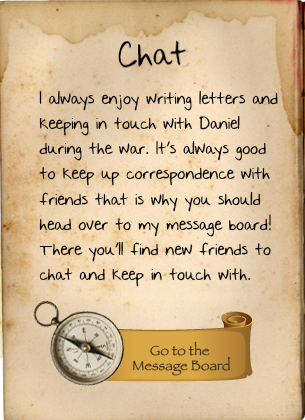 Chat
I always enjoy writing letters and
keeping in touch with Daniel
during the war. It's always good
to keep up correspondence with
friends that is why you should
head over to my message board!
There you'll find new friends to
chat and keep in touch with.
Go to the
Message Board